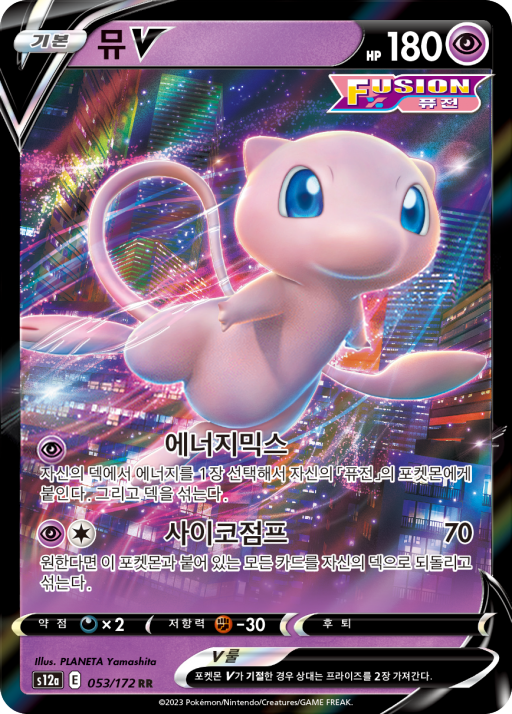 기본 뮤V HP 180
FUSION
퓨전
에너지믹스
자신의 덱에서 에너지를 1장 선택해서 자신의 「퓨전」의 포켓몬에게
붙인다. 그리고 덱을 섞는다.
사이코점프 70
원한다면 이 포켓몬과 붙어 있는 모든 카드를 자신의 덱으로 되돌리고
섞는다.
약점 ×2 저항력 -30 후퇴
Illus. PLANETA Yamashita
V룰
s12a E 053/172 RR
포켓몬 V가 기절한 경우 상대는 프라이즈를 2장 가져간다.
©2023 Pokémon/Nintendo/Creatures/GAME FREAK.